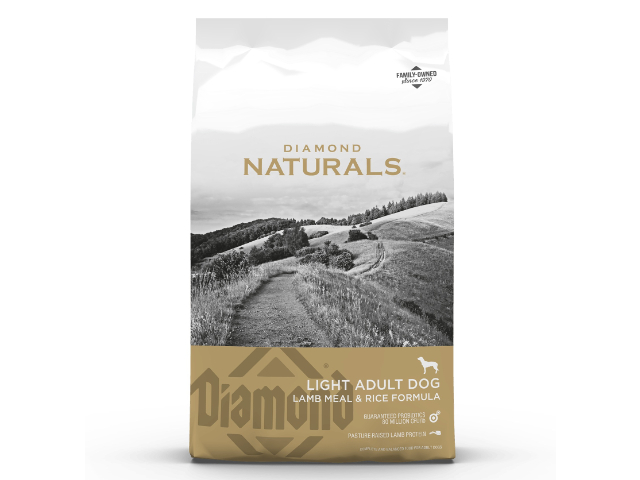 FAMILY-OWNED
since 1970
DIAMOND
NATURALS
LIGHT ADULT DOG
LAMB MEAL & RICE FORMULA
Diamond
GUARANTEED PROBIOTICS
80 MILLION CFU/LB
PASTURE RAISED LAMB PROTEIN